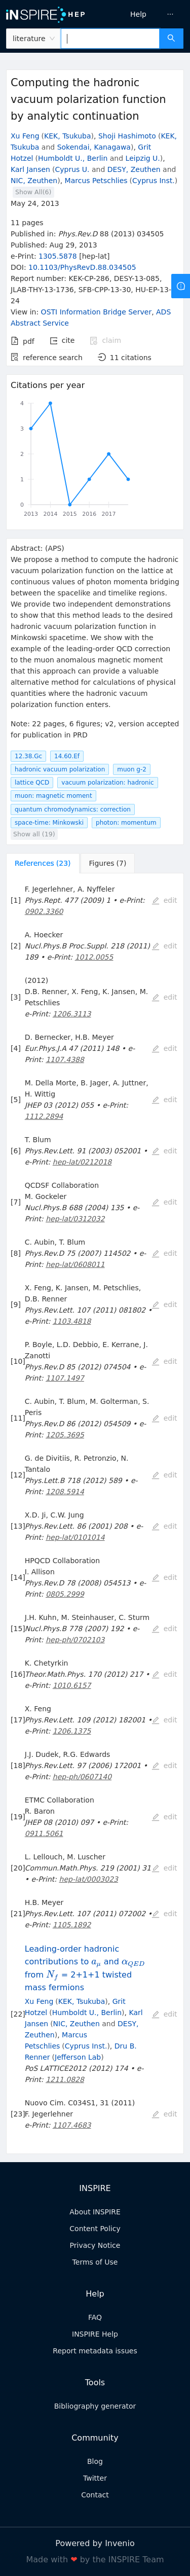 iNSPIRE HEP
Help
...
literature
Computing the hadronic
vacuum polarization function
by analytic continuation
Xu Feng (KEK, Tsukuba), Shoji Hashimoto (KEK,
Tsukuba and Sokendai, Kanagawa), Grit
Hotzel (Humboldt U., Berlin and Leipzig U.),
Karl Jansen (Cyprus U. and DESY, Zeuthen and
NIC, Zeuthen), Marcus Petschlies (Cyprus Inst.)
Show All(6)
May 24, 2013
11 pages
Published in: Phys.Rev.D 88 (2013) 034505
Published: Aug 29, 2013
e-Print: 1305.5878 [hep-lat]
DOI: 10.1103/PhysRevD.88.034505
Report number: KEK-CP-286, DESY-13-085,
JLAB-THY-13-1736, SFB-CPP-13-30, HU-EP-13-
24
View in: OSTI Information Bridge Server, ADS
Abstract Service
pdf cite claim
reference search 11 citations
Citations per year
4
3
2
1
0
2013 2014 2015 2016 2017
Abstract: (APS)
We propose a method to compute the hadronic
vacuum polarization function on the lattice at
continuous values of photon momenta
bridging between the spacelike and timelike
regions. We provide two independent
demonstrations to show that this method
leads to the desired hadronic vacuum
polarization function in Minkowski spacetime.
We show with the example of the leading-
order QCD correction to the muon anomalous
magnetic moment that this approach can
provide a valuable alternative method for
calculations of physical quantities where the
hadronic vacuum polarization function enters.
Note: 22 pages, 6 figures; v2, version accepted
for publication in PRD
12.38.Gc
14.60.Ef
hadronic vacuum polarization
muon g-2
lattice QCD
vacuum polarization: hadronic
muon: magnetic moment
quantum chromodynamics: correction
space-time: Minkowski
photon: momentum
Show all (19)
References (23)
Figures (7)
F. Jegerlehner, A. Nyffeler
[1] Phys.Rept. 477 (2009) 1 • e-Print: edit
0902.3360
A. Hoecker
[2] Nucl.Phys.B Proc.Suppl. 218 (2011) edit
189 • e-Print: 1012.0055
(2012)
[3] D.B. Renner, X. Feng, K. Jansen, M. edit
Petschlies
e-Print: 1206.3113
D. Bernecker, H.B. Meyer
[4] Eur.Phys.J.A 47 (2011) 148 • e- edit
Print: 1107.4388
M. Della Morte, B. Jager, A. Juttner,
[5] H. Wittig edit
JHEP 03 (2012) 055 • e-Print:
1112.2894
T. Blum
[6] Phys.Rev.Lett. 91 (2003) 052001 • edit
e-Print: hep-lat/0212018
QCDSF Collaboration
[7] M. Gockeler edit
Nucl.Phys.B 688 (2004) 135 • e-
Print: hep-lat/0312032
C. Aubin, T. Blum
[8] Phys.Rev.D 75 (2007) 114502 • e- edit
Print: hep-lat/0608011
X. Feng, K. Jansen, M. Petschlies,
[9] D.B. Renner edit
Phys.Rev.Lett. 107 (2011) 081802 •
e-Print: 1103.4818
P. Boyle, L.D. Debbio, E. Kerrane, J.
[10] Zanotti edit
Phys.Rev.D 85 (2012) 074504 • e-
Print: 1107.1497
C. Aubin, T. Blum, M. Golterman, S.
[11] Peris edit
Phys.Rev.D 86 (2012) 054509 • e-
Print: 1205.3695
G. de Divitiis, R. Petronzio, N.
[12] Tantalo edit
Phys.Lett.B 718 (2012) 589 • e-
Print: 1208.5914
X.D. Ji, C.W. Jung
[13] Phys.Rev.Lett. 86 (2001) 208 • e- edit
Print: hep-lat/0101014
HPQCD Collaboration
[14] I. Allison edit
Phys.Rev.D 78 (2008) 054513 • e-
Print: 0805.2999
J.H. Kuhn, M. Steinhauser, C. Sturm
[15] Nucl.Phys.B 778 (2007) 192 • e- edit
Print: hep-ph/0702103
K. Chetyrkin
[16] Theor.Math.Phys. 170 (2012) 217 • edit
e-Print: 1010.6157
X. Feng
[17] Phys.Rev.Lett. 109 (2012) 182001 • edit
e-Print: 1206.1375
J.J. Dudek, R.G. Edwards
[18] Phys.Rev.Lett. 97 (2006) 172001 • edit
e-Print: hep-ph/0607140
ETMC Collaboration
[19] R. Baron edit
JHEP 08 (2010) 097 • e-Print:
0911.5061
L. Lellouch, M. Luscher
[20] Commun.Math.Phys. 219 (2001) 31 edit
• e-Print: hep-lat/0003023
H.B. Meyer
[21] Phys.Rev.Lett. 107 (2011) 072002 • edit
e-Print: 1105.1892
Leading-order hadronic
contributions to aμ and αQED
from Nf = 2+1+1 twisted
mass fermions
Xu Feng (KEK, Tsukuba), Grit
[22] Hotzel (Humboldt U., Berlin), Karl edit
Jansen (NIC, Zeuthen and DESY,
Zeuthen), Marcus
Petschlies (Cyprus Inst.), Dru B.
Renner (Jefferson Lab)
PoS LATTICE2012 (2012) 174 • e-
Print: 1211.0828
Nuovo Cim. C034S1, 31 (2011)
[23] F. Jegerlehner edit
e-Print: 1107.4683
INSPIRE
About INSPIRE
Content Policy
Privacy Notice
Terms of Use
Help
FAQ
INSPIRE Help
Report metadata issues
Tools
Bibliography generator
Community
Blog
Twitter
Contact
Powered by Invenio
Made with ❤ by the INSPIRE Team